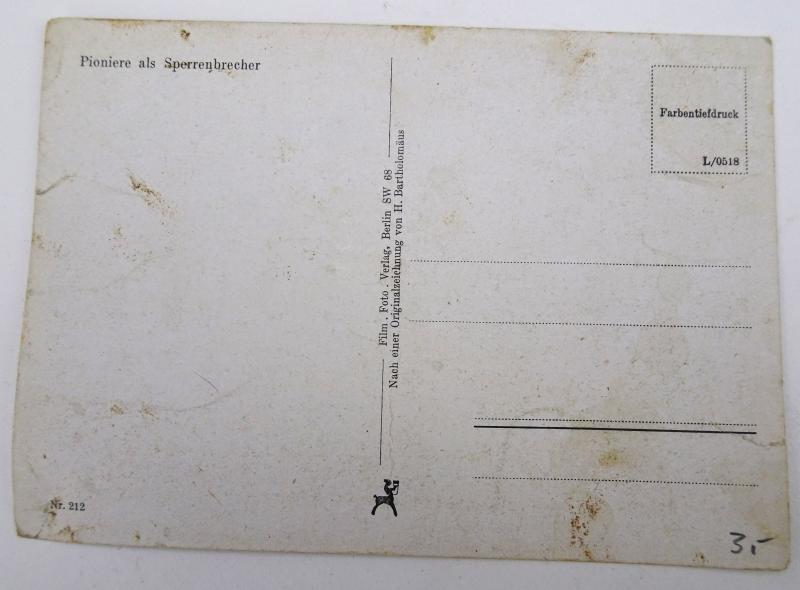 Pioniere als Sperrenbrecher
Nr. 212
Film . Foto . Verlag, Berlin SW 68
Nach einer Originalzeichnung von H. Bartholomäus
Farbentiefdruck
L/0518
3,-